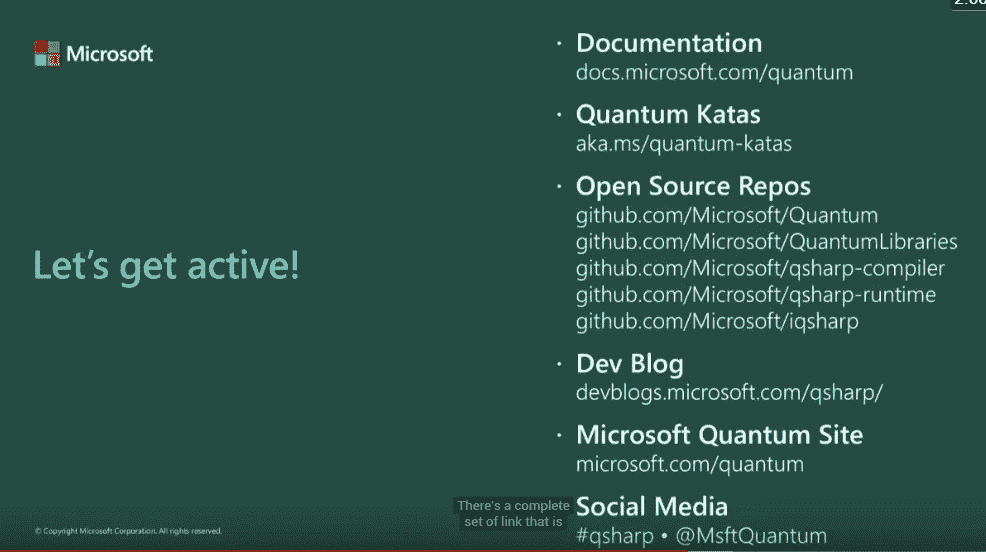 Microsoft
Let's get active!
© Copyright Microsoft Corporation. All rights reserved.
· Documentation
docs.microsoft.com/quantum
· Quantum Katas
aka.ms/quantum-katas
· Open Source Repos
github.com/Microsoft/Quantum
github.com/Microsoft/QuantumLibraries
github.com/Microsoft/qsharp-compiler
github.com/Microsoft/qsharp-runtime
github.com/Microsoft/iqsharp
· Dev Blog
devblogs.microsoft.com/qsharp/
· Microsoft Quantum Site
microsoft.com/quantum
Social Media
#qsharp • @MsftQuantum
There's a complete
set of link that is